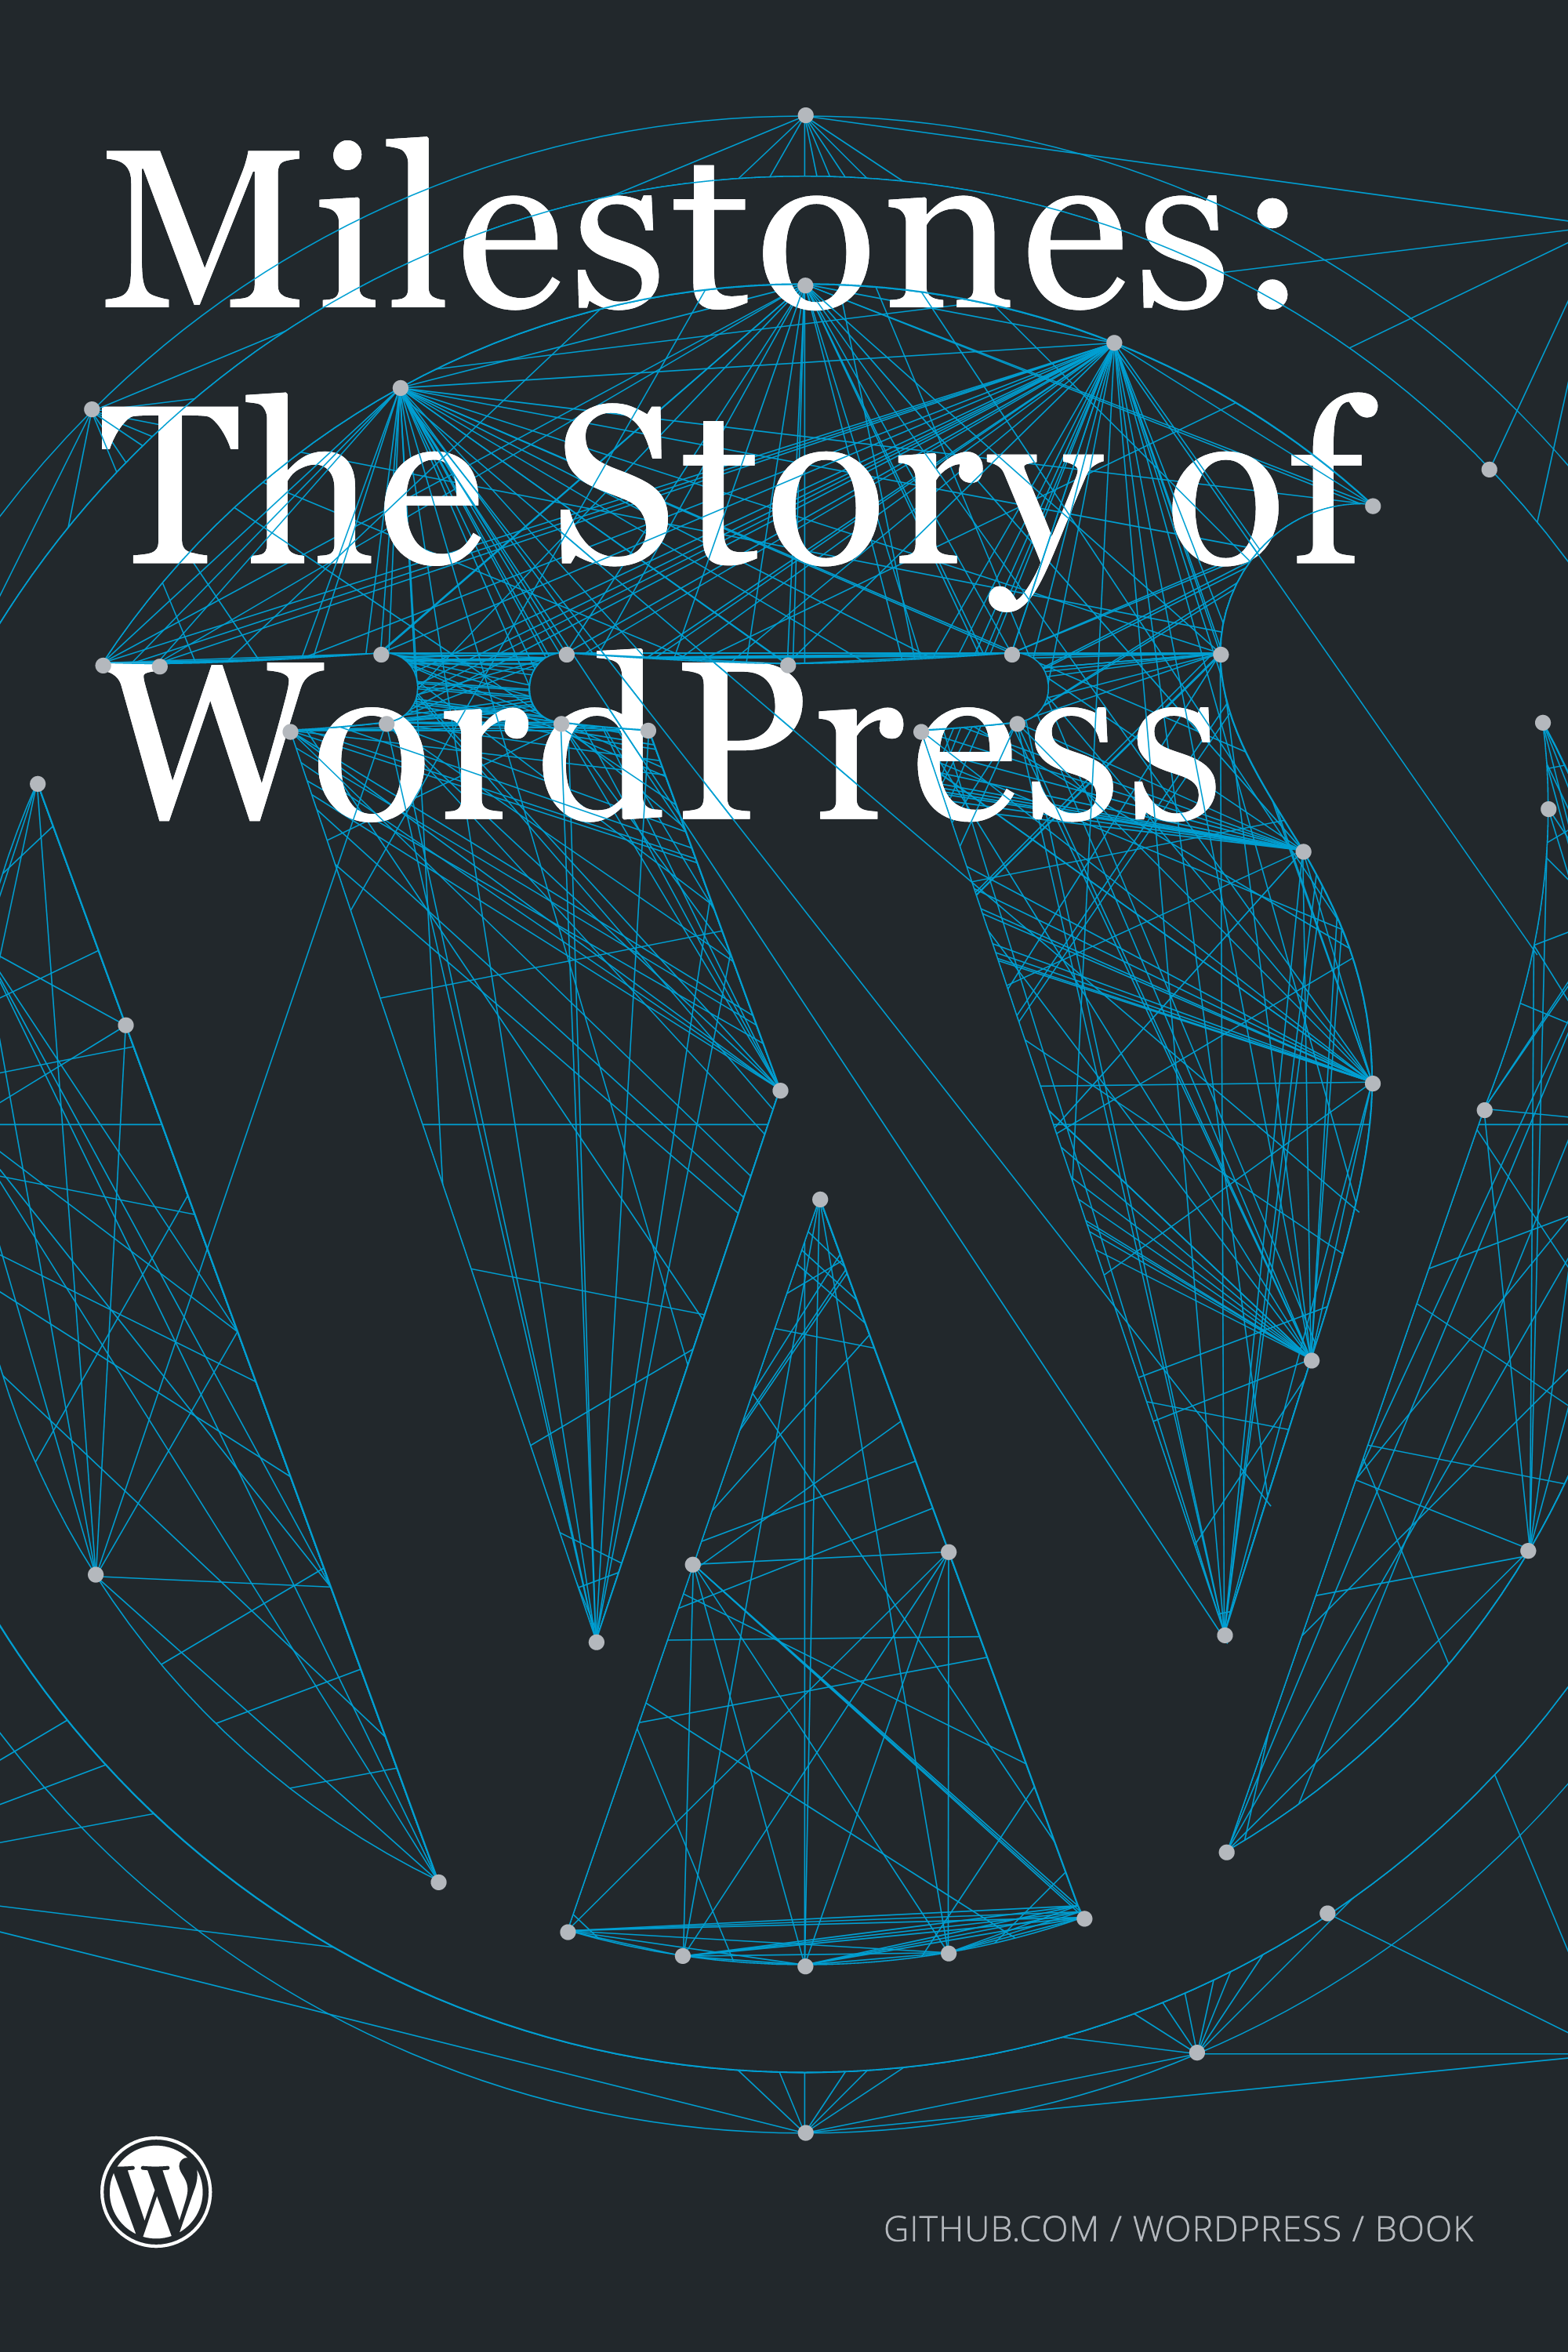 Milestones:
The Story of
WordPress
W
GITHUB.COM / WORDPRESS / BOOK